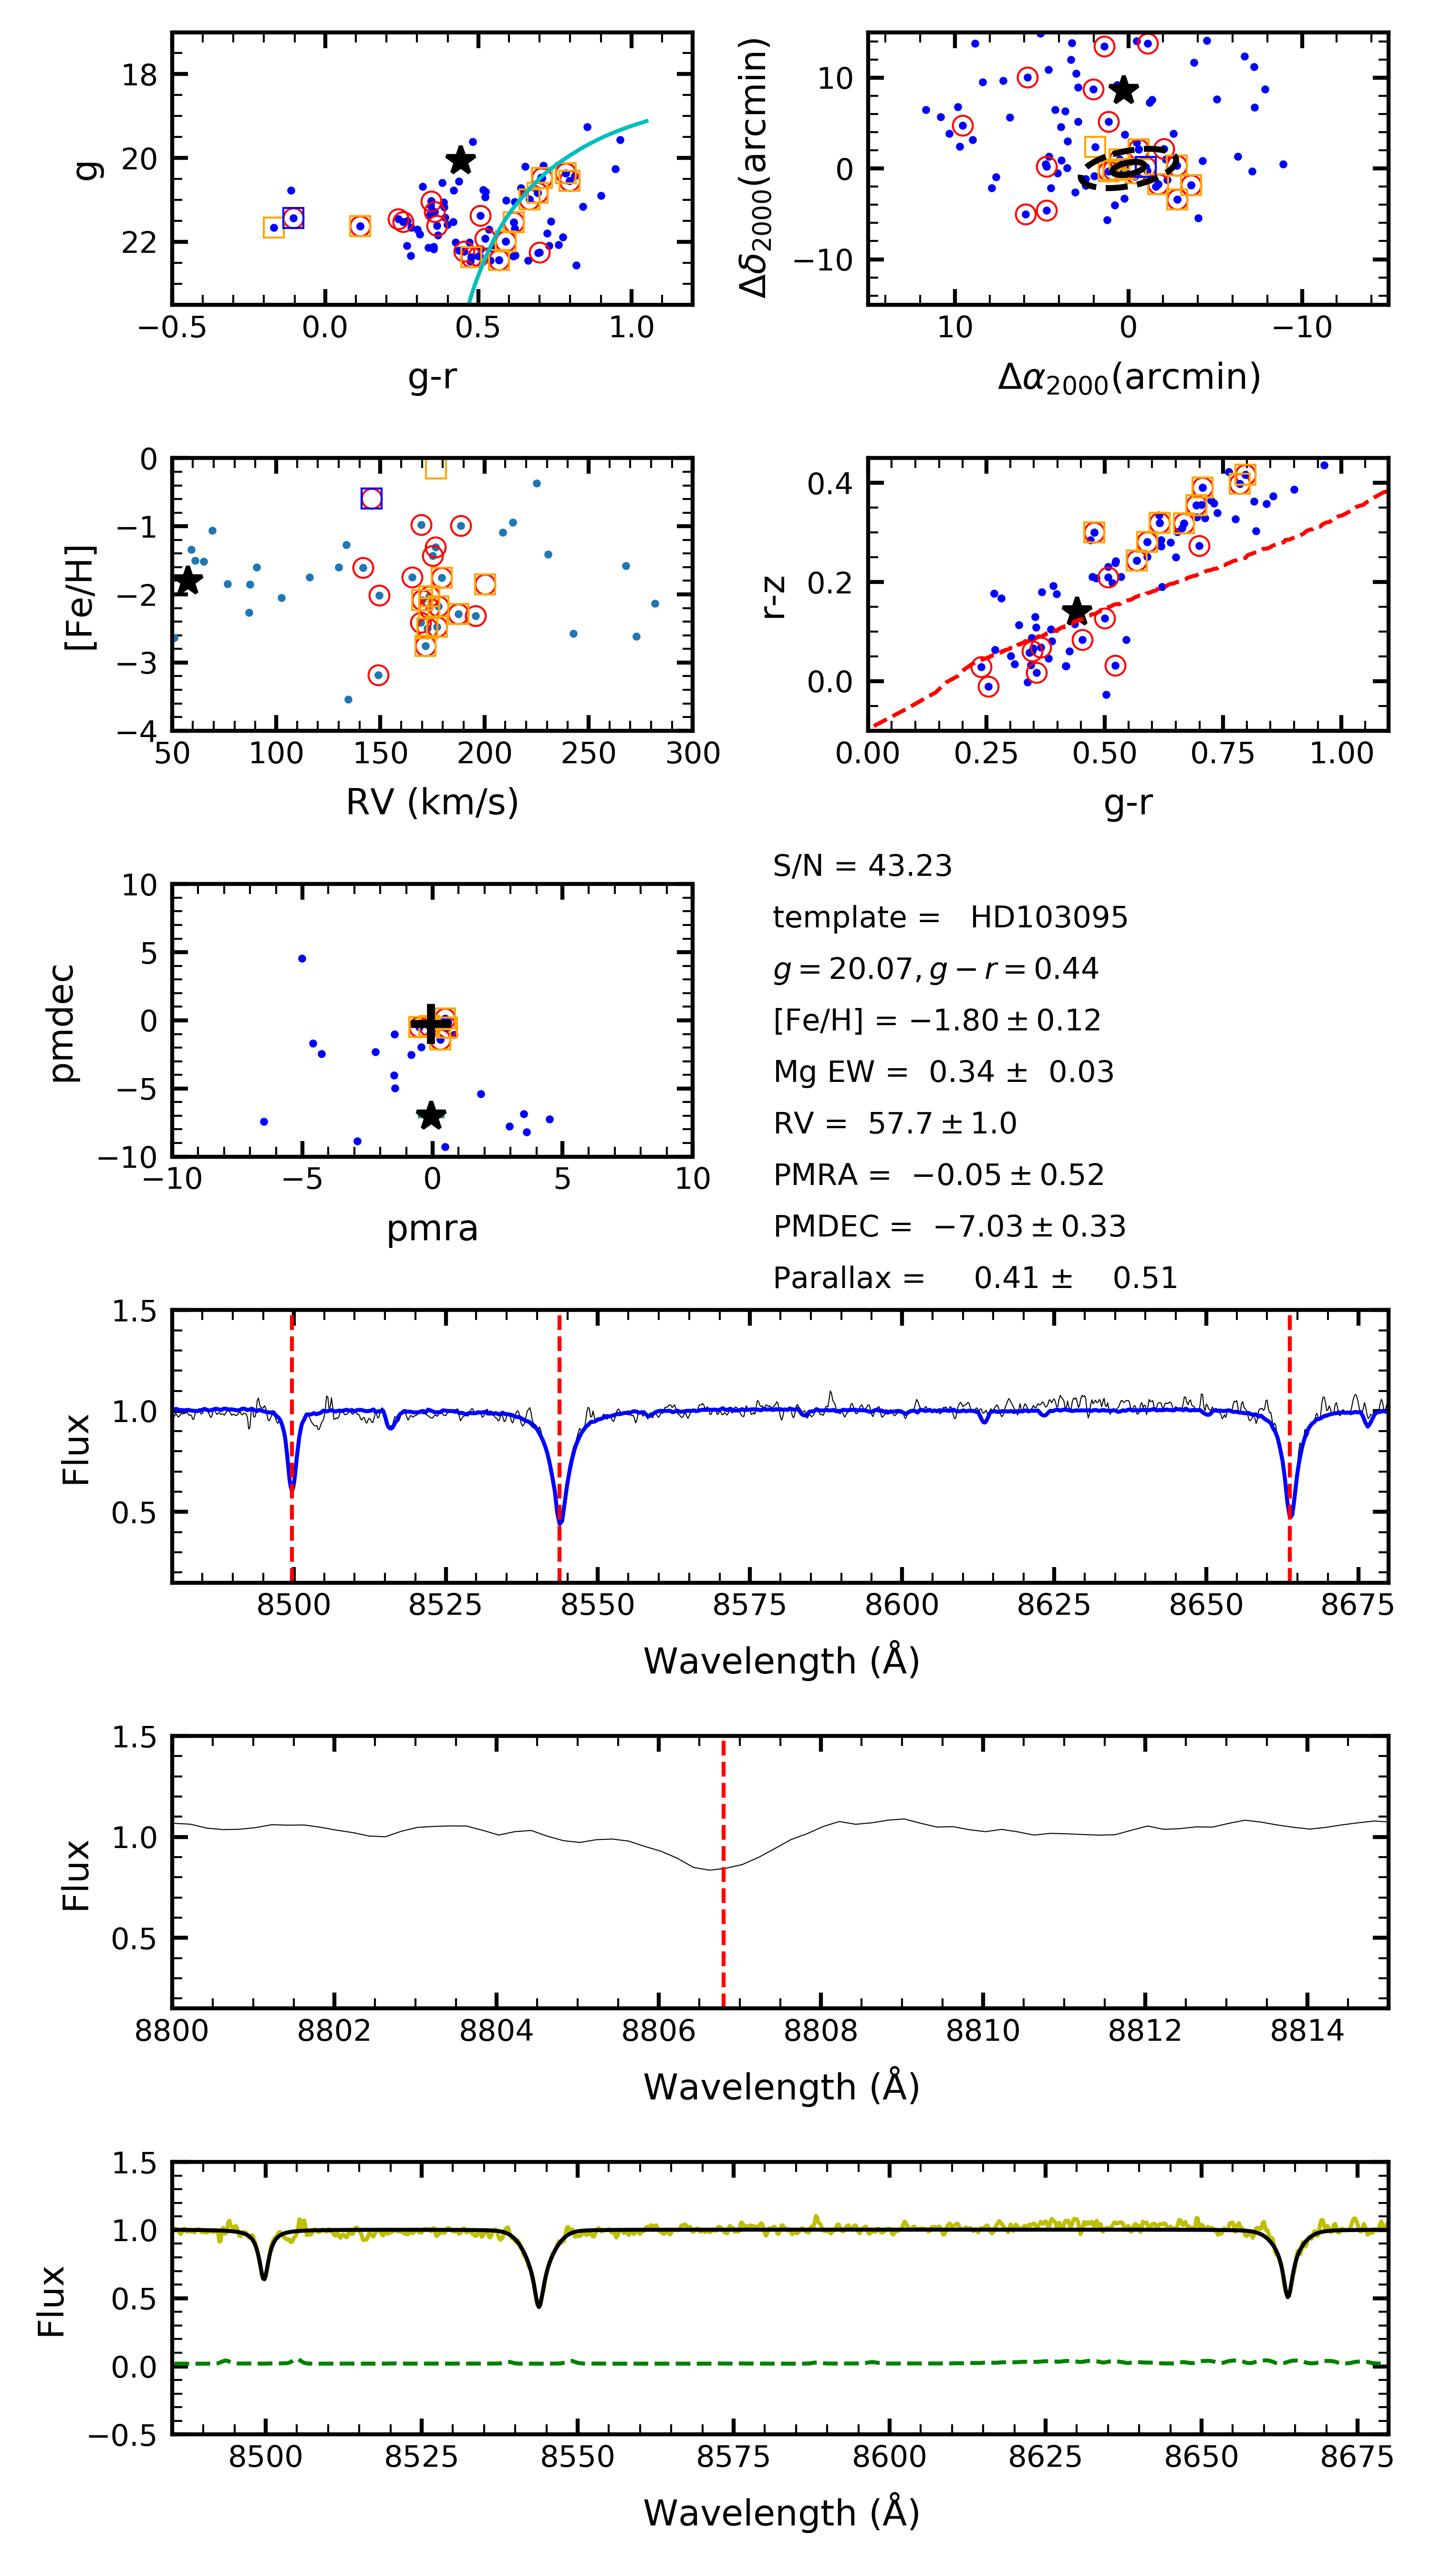 18
20
22
g
−0.5 0.0 0.5 1.0
g-r
10
0
−10
Δδ2000(arcmin)
10 0 −10
Δα2000(arcmin)
0
−1
−2
−3
−4
[Fe/H]
50 100 150 200 250 300
RV (km/s)
0.4
0.2
0.0
r-z
0.00 0.25 0.50 0.75 1.00
g-r
10
5
0
−5
−10
pmdec
−10 −5 0 5 10
pmra
S/N = 43.23
template = HD103095
g = 20.07, g − r = 0.44
[Fe/H] = −1.80 ± 0.12
Mg EW = 0.34 ± 0.03
RV = 57.7 ± 1.0
PMRA = −0.05 ± 0.52
PMDEC = −7.03 ± 0.33
Parallax = 0.41 ± 0.51
1.5
1.0
0.5
Flux
8500 8525 8550 8575 8600 8625 8650 8675
Wavelength (Å)
1.5
1.0
0.5
Flux
8800 8802 8804 8806 8808 8810 8812 8814
Wavelength (Å)
1.5
1.0
0.5
0.0
−0.5
Flux
8500 8525 8550 8575 8600 8625 8650 8675
Wavelength (Å)